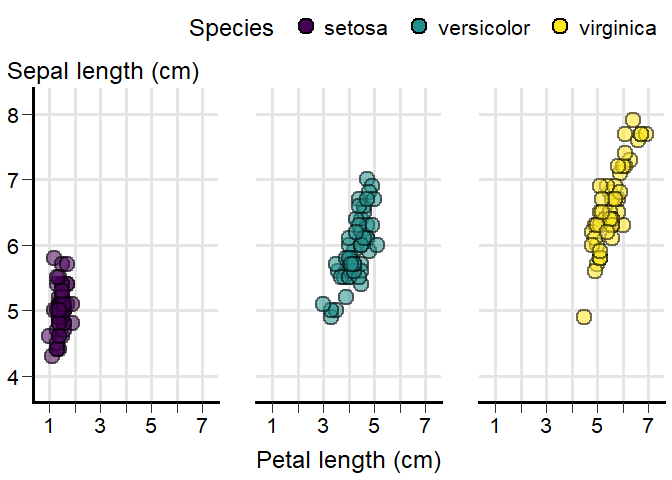 Species setosa versicolor virginica
Sepal length (cm)
8
7
6
5
4
1 3 5 7 1 3 5 7 1 3 5 7
Petal length (cm)